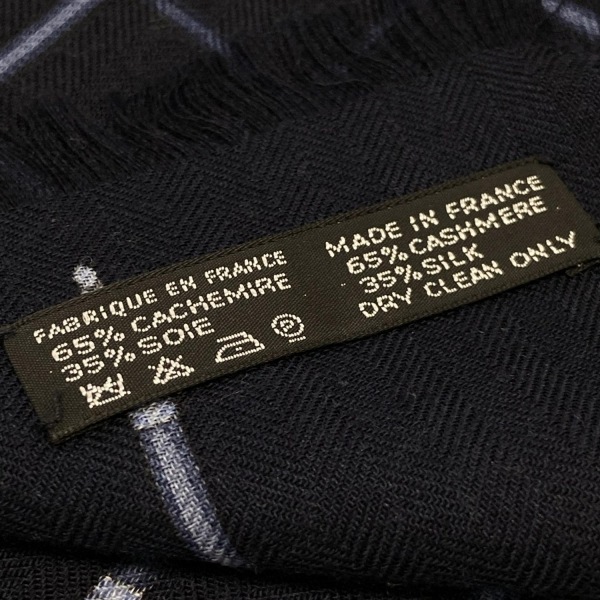 FABRIQUE EN FRANCE
65% CACHEMIRE
35% SOIE
MADE IN FRANCE
65% CASHMERE
35% SILK
DRY CLEAN ONLY